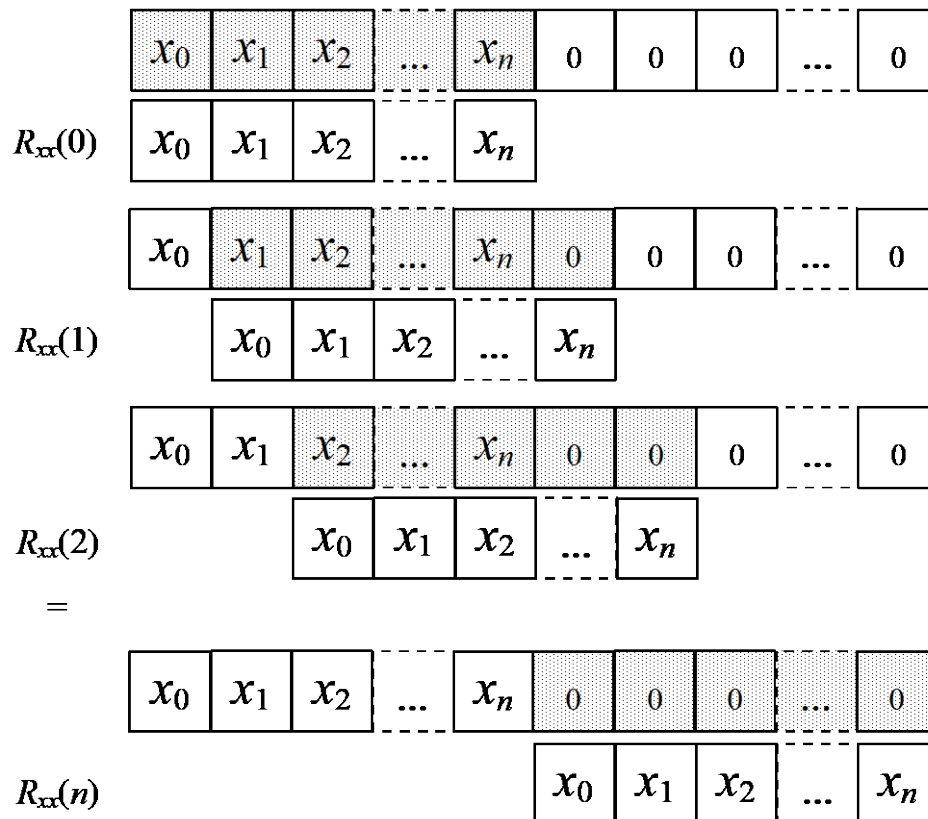 x₀ x₁ x₂ ... xₙ 0 0 0 ... 0
Rₓₓ(0) x₀ x₁ x₂ ... xₙ
x₀ x₁ x₂ ... xₙ 0 0 0 ... 0
Rₓₓ(1) x₀ x₁ x₂ ... xₙ
x₀ x₁ x₂ ... xₙ 0 0 0 ... 0
Rₓₓ(2) x₀ x₁ x₂ ... xₙ
=
x₀ x₁ x₂ ... xₙ 0 0 0 ... 0
Rₓₓ(n) x₀ x₁ x₂ ... xₙ